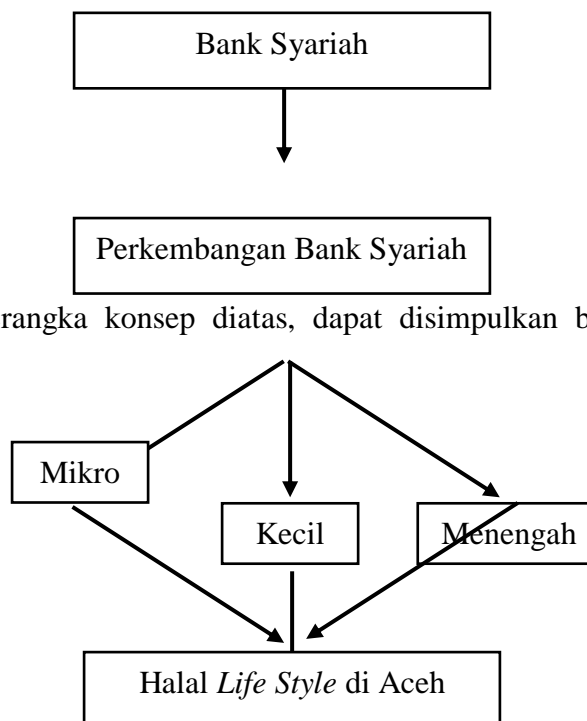 Bank Syariah
Perkembangan Bank Syariah
rangka konsep diatas, dapat disimpulkan b
Mikro
Kecil
Menengah
Halal Life Style di Aceh